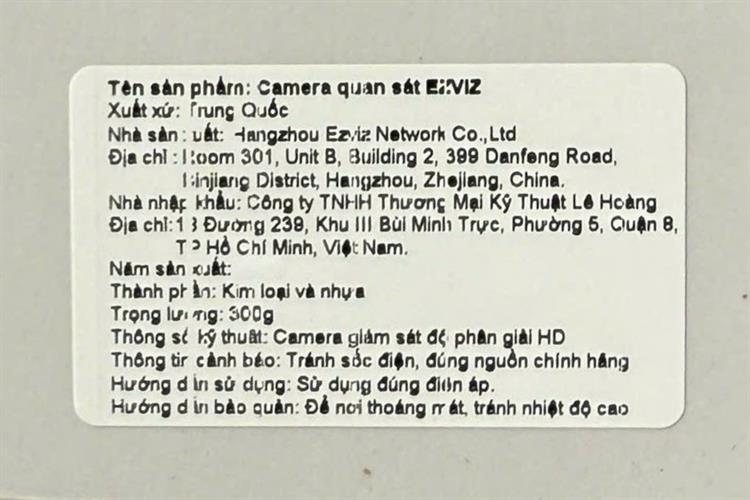 Tên sản phẩm: Camera quan sát EZVIZ
Xuất xứ: Trung Quốc
Nhà sản xuất: Hangzhou Ezviz Network Co.,Ltd
Địa chỉ : Room 301, Unit B, Building 2, 399 Danfeng Road,
Binjiang District, Hangzhou, Zhejiang, China.
Nhà nhập khẩu: Công ty TNHH Thương Mại Kỹ Thuật Lê Hoàng
Địa chỉ: Đường 239, Khu III Bùi Minh Trực, Phường 5, Quận 8,
TP Hồ Chí Minh, Việt Nam.
Năm sản xuất:
Thành phần: Kim loại và nhựa
Trọng lượng: 300g
Thông số kỹ thuật: Camera giám sát độ phân giải HD
Thông tin cảnh báo: Tránh sốc điện, đúng nguồn chính hãng
Hướng dẫn sử dụng: Sử dụng đúng điện áp.
Hướng dẫn bảo quản: Để nơi thoáng mát, tránh nhiệt độ cao